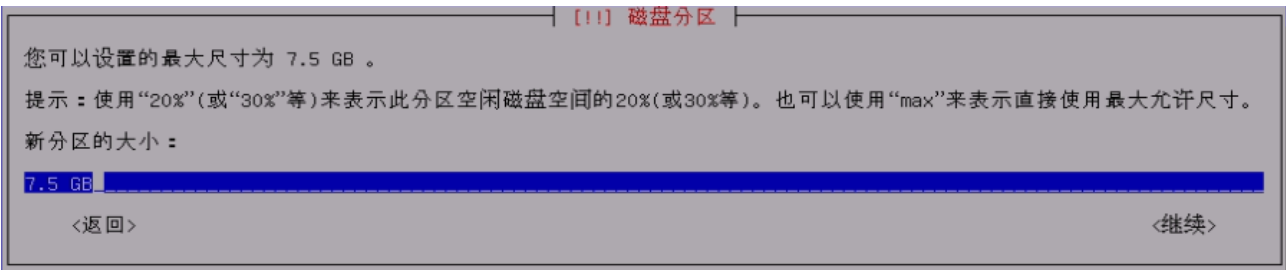 [!!] 磁盘分区
您可以设置的最大尺寸为 7.5 GB 。
提示：使用“20%”(或“30%”等)来表示此分区空闲磁盘空间的20%(或30%等)。也可以使用“max”来表示直接使用最大允许尺寸。
新分区的大小：
7.5 GB
<返回> <继续>